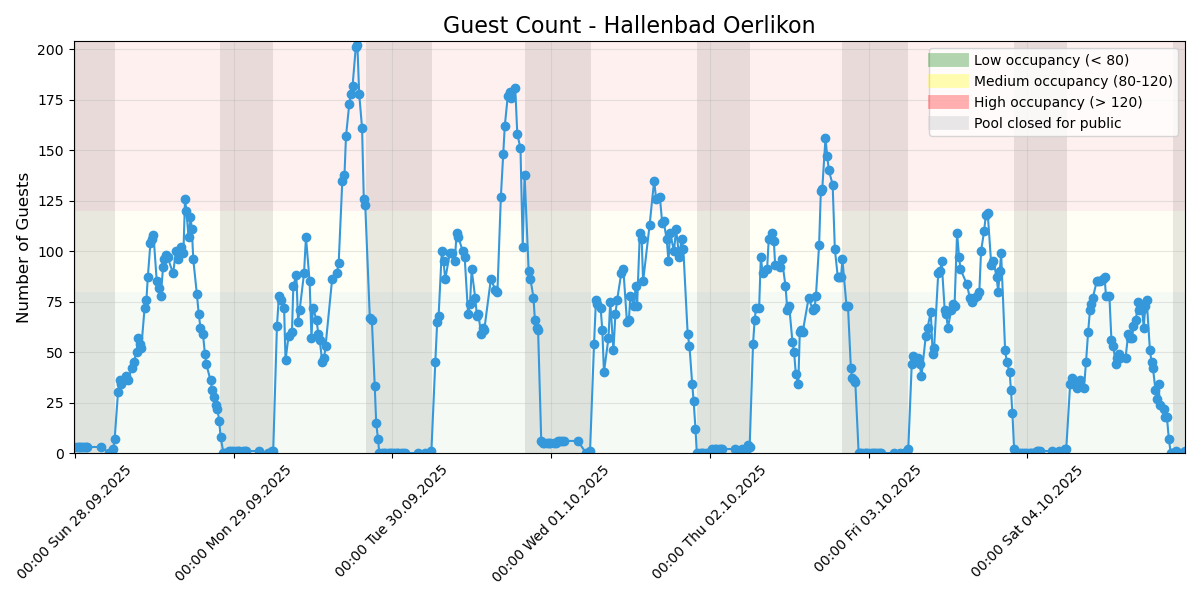 Guest Count - Hallenbad Oerlikon
Number of Guests
200
175
150
125
100
75
50
25
0
Low occupancy (< 80)
Medium occupancy (80-120)
High occupancy (> 120)
Pool closed for public
00:00 Sun 28.09.2025
00:00 Mon 29.09.2025
00:00 Tue 30.09.2025
00:00 Wed 01.10.2025
00:00 Thu 02.10.2025
00:00 Fri 03.10.2025
00:00 Sat 04.10.2025